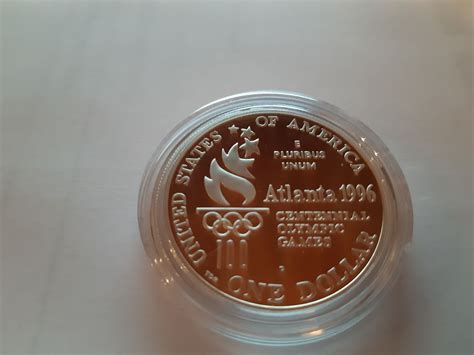 UNITED STATES OF AMERICA
E
PLURIBUS
UNUM
Atlanta 1996
CENTENNIAL
OLYMPIC
GAMES
100
P
ONE DOLLAR